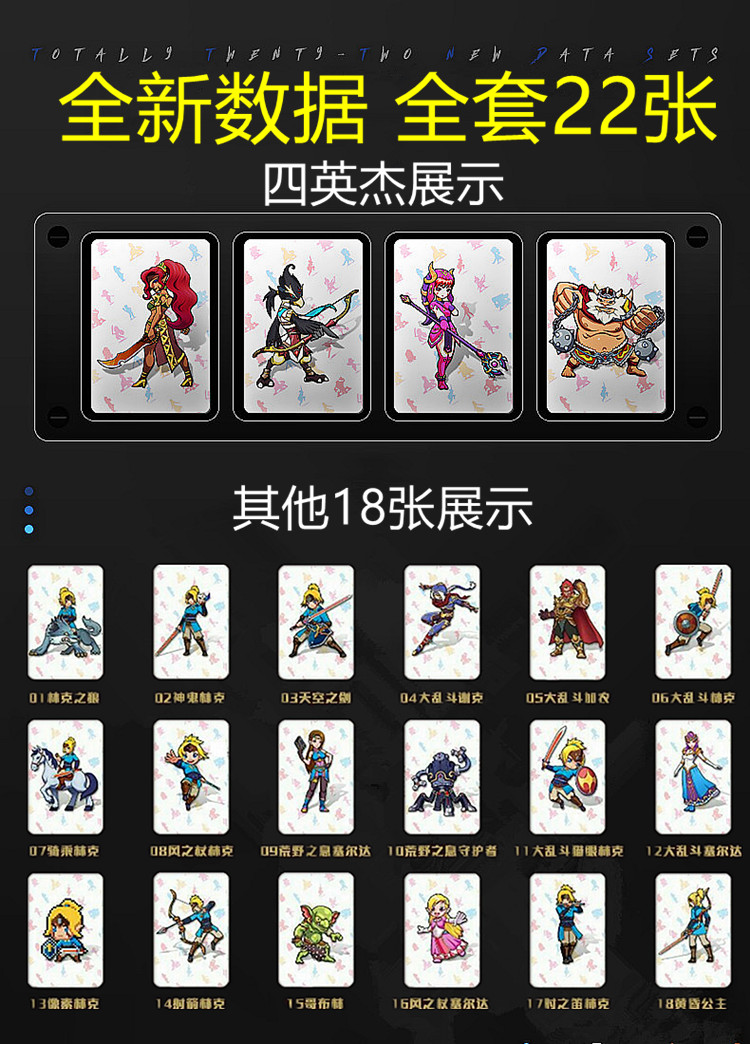 TOTALLY TWENTY-TWO NEW DATA SETS
全新数据 全套22张
四英杰展示
其他18张展示
01林克之狼
02神鬼林克
03天空之剑
04大乱斗谢克
05大乱斗加农
06大乱斗林克
07骑乘林克
08风之杖林克
09荒野之息塞尔达
10荒野之息守护者
11大乱斗猫眼林克
12大乱斗塞尔达
13像素林克
14射箭林克
15哥布林
16风之杖塞尔达
17时之笛林克
18黄昏公主